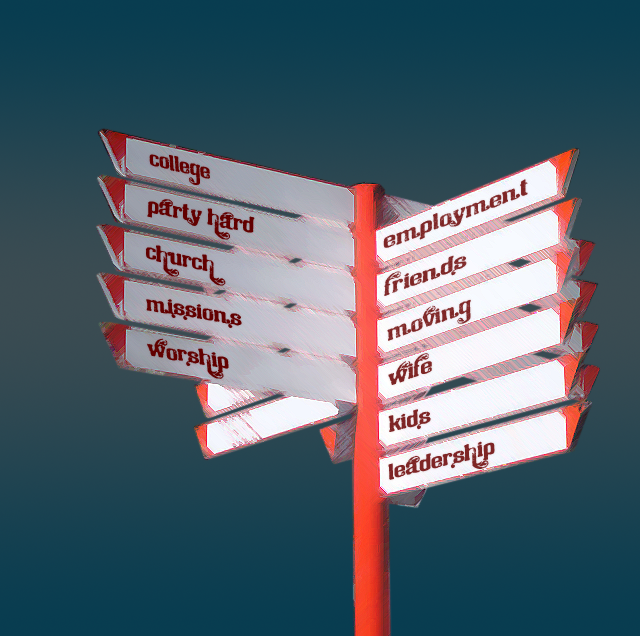 college
party hard
church
missions
worship
employment
friends
moving
wife
kids
leadership